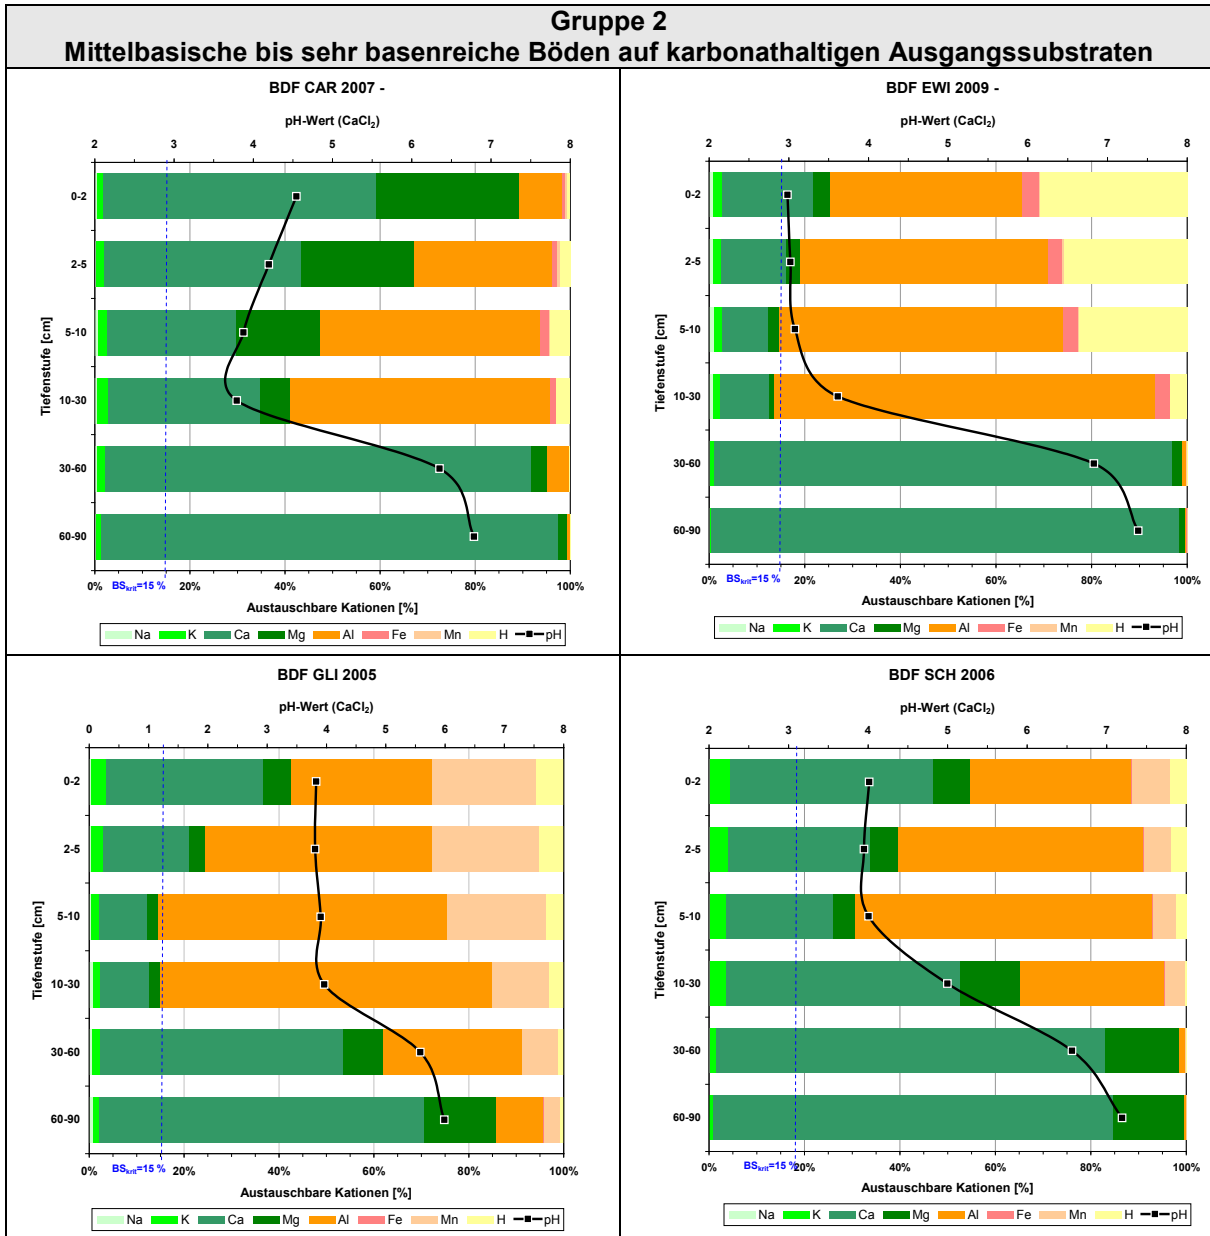 Gruppe 2
Mittelbasische bis sehr basenreiche Böden auf karbonathaltigen Ausgangssubstraten
BDF CAR 2007 -
pH-Wert (CaCl₂)
2 3 4 5 6 7 8
Tiefenstufe [cm]
0-2
2-5
5-10
10-30
30-60
60-90
0% BSkrit=15 % 20% 40% 60% 80% 100%
Austauschbare Kationen [%]
Na K Ca Mg Al Fe Mn H pH
BDF EWI 2009 -
pH-Wert (CaCl₂)
2 3 4 5 6 7 8
Tiefenstufe [cm]
0-2
2-5
5-10
10-30
30-60
60-90
0% BSkrit=15 % 20% 40% 60% 80% 100%
Austauschbare Kationen [%]
Na K Ca Mg Al Fe Mn H pH
BDF GLI 2005
pH-Wert (CaCl₂)
0 1 2 3 4 5 6 7 8
Tiefenstufe [cm]
0-2
2-5
5-10
10-30
30-60
60-90
0% BSkrit=15 % 20% 40% 60% 80% 100%
Austauschbare Kationen [%]
Na K Ca Mg Al Fe Mn H pH
BDF SCH 2006
pH-Wert (CaCl₂)
2 3 4 5 6 7 8
Tiefenstufe [cm]
0-2
2-5
5-10
10-30
30-60
60-90
0% BSkrit=15 % 20% 40% 60% 80% 100%
Austauschbare Kationen [%]
Na K Ca Mg Al Fe Mn H pH